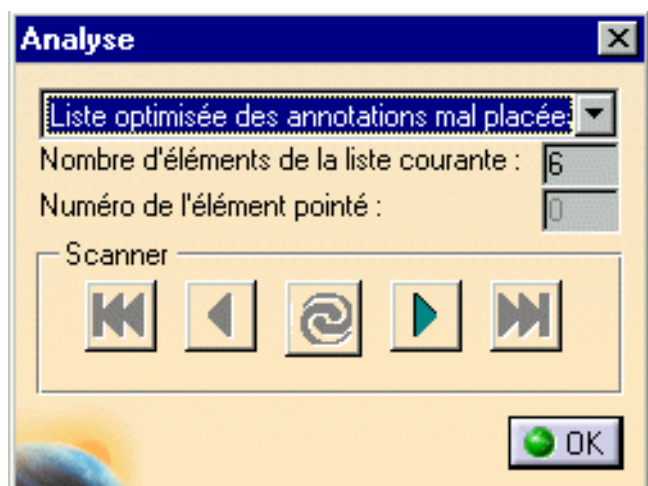 Analyse
Liste optimisée des annotations mal placée
Nombre d'éléments de la liste courante : 6
Numéro de l'élément pointé : 0
Scanner
OK